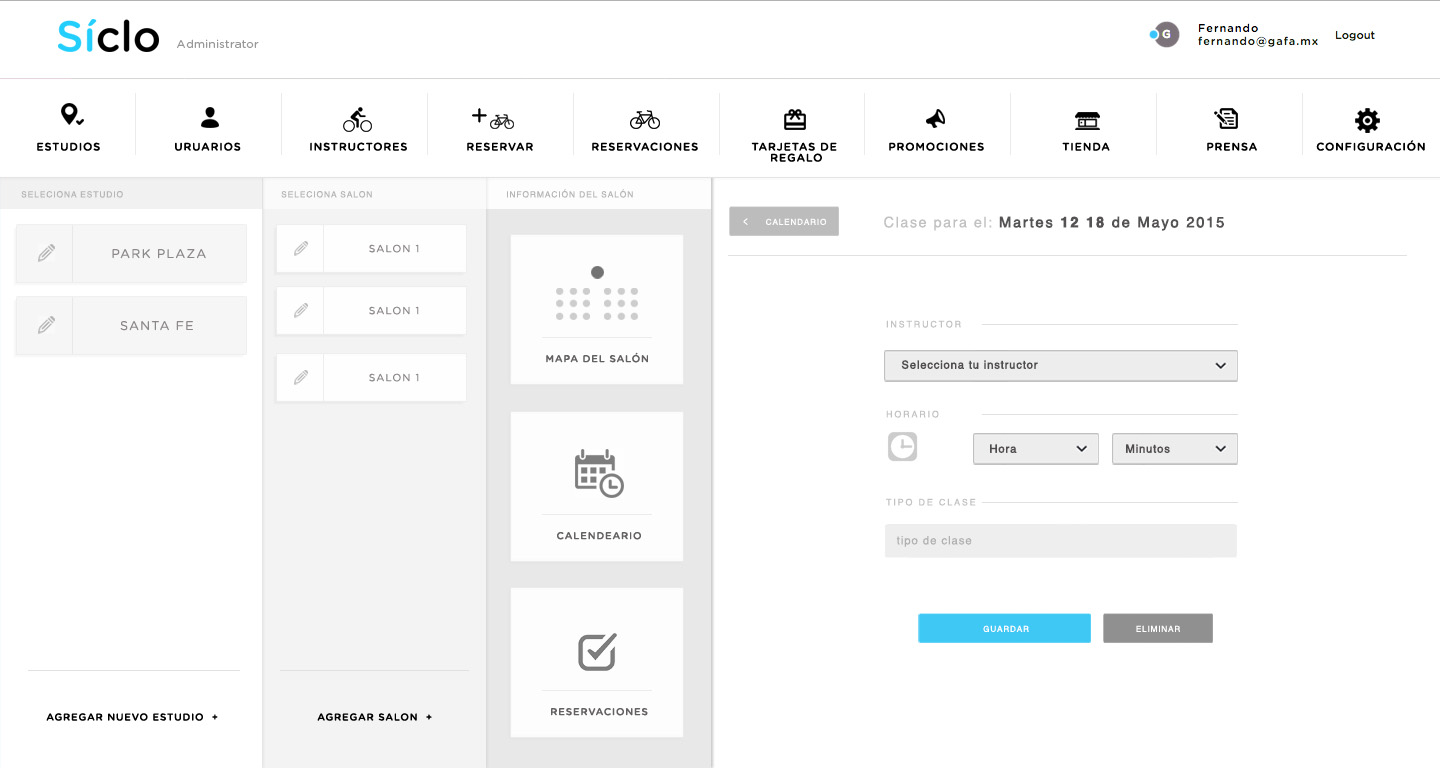 Síclo
Administrator
G
Fernando
fernando@gafa.mx
Logout
ESTUDIOS
URUARIOS
INSTRUCTORES
RESERVAR
RESERVACIONES
TARJETAS DE
REGALO
PROMOCIONES
TIENDA
PRENSA
CONFIGURACIÓN
SELECIONA ESTUDIO
PARK PLAZA
SANTA FE
AGREGAR NUEVO ESTUDIO +
SELECIONA SALON
SALON 1
SALON 1
SALON 1
AGREGAR SALON +
INFORMACIÓN DEL SALÓN
MAPA DEL SALÓN
CALENDEARIO
RESERVACIONES
< CALENDARIO
Clase para el: Martes 12 18 de Mayo 2015
INSTRUCTOR
Selecciona tu instructor
HORARIO
Hora
Minutos
TIPO DE CLASE
tipo de clase
GUARDAR
ELIMINAR